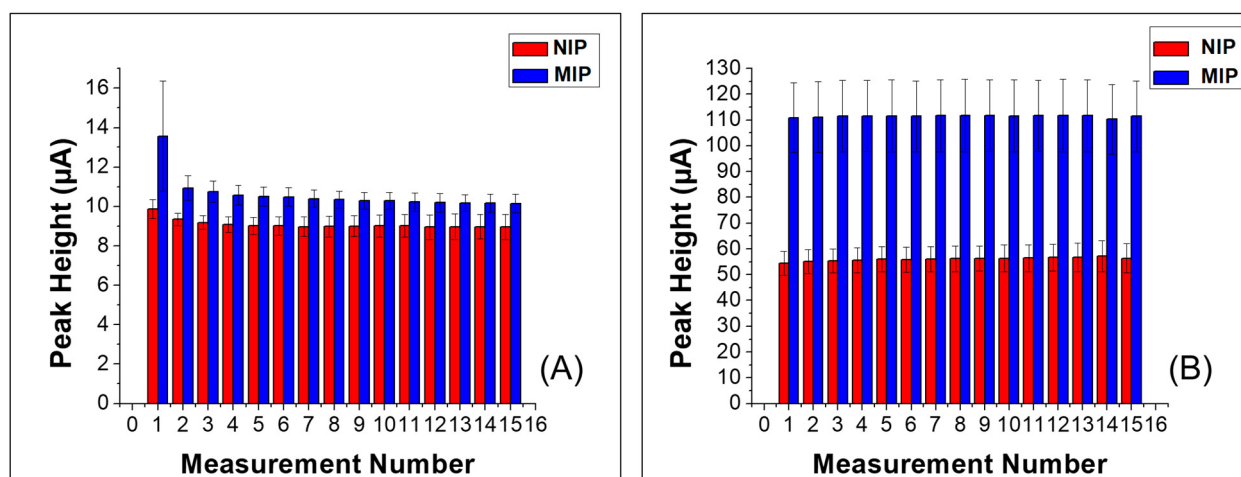 NIP
MIP
16
14
12
10
8
6
4
2
0
Peak Height (µA)
0 1 2 3 4 5 6 7 8 9 10 11 12 13 14 15 16
Measurement Number
(A)
NIP
MIP
130
120
110
100
90
80
70
60
50
40
30
20
10
0
Peak Height (µA)
0 1 2 3 4 5 6 7 8 9 10 11 12 13 14 15 16
Measurement Number
(B)